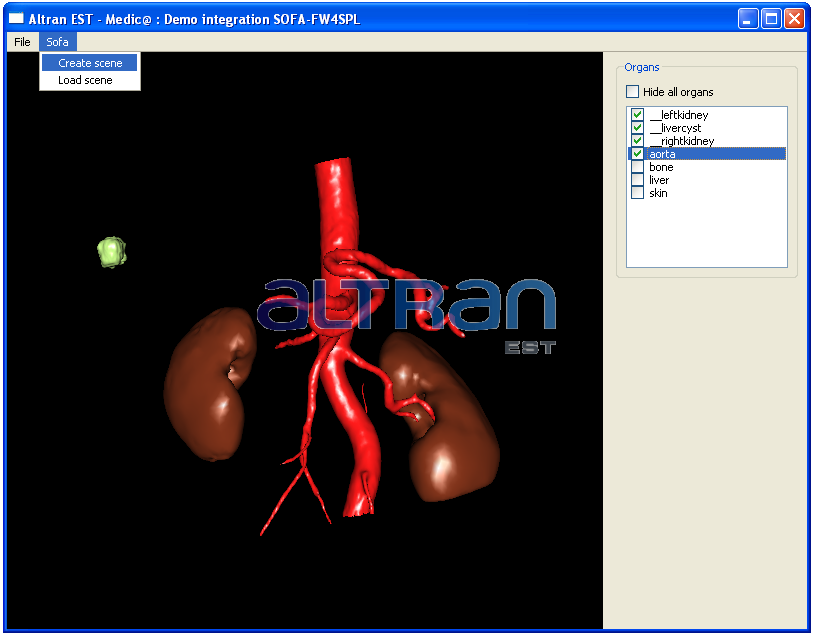 Altran EST - Medic@ : Demo integration SOFA-FW4SPL
File Sofa
Create scene
Load scene
Organs
Hide all organs
__leftkidney
__livercyst
__rightkidney
aorta
bone
liver
skin
altran
EST